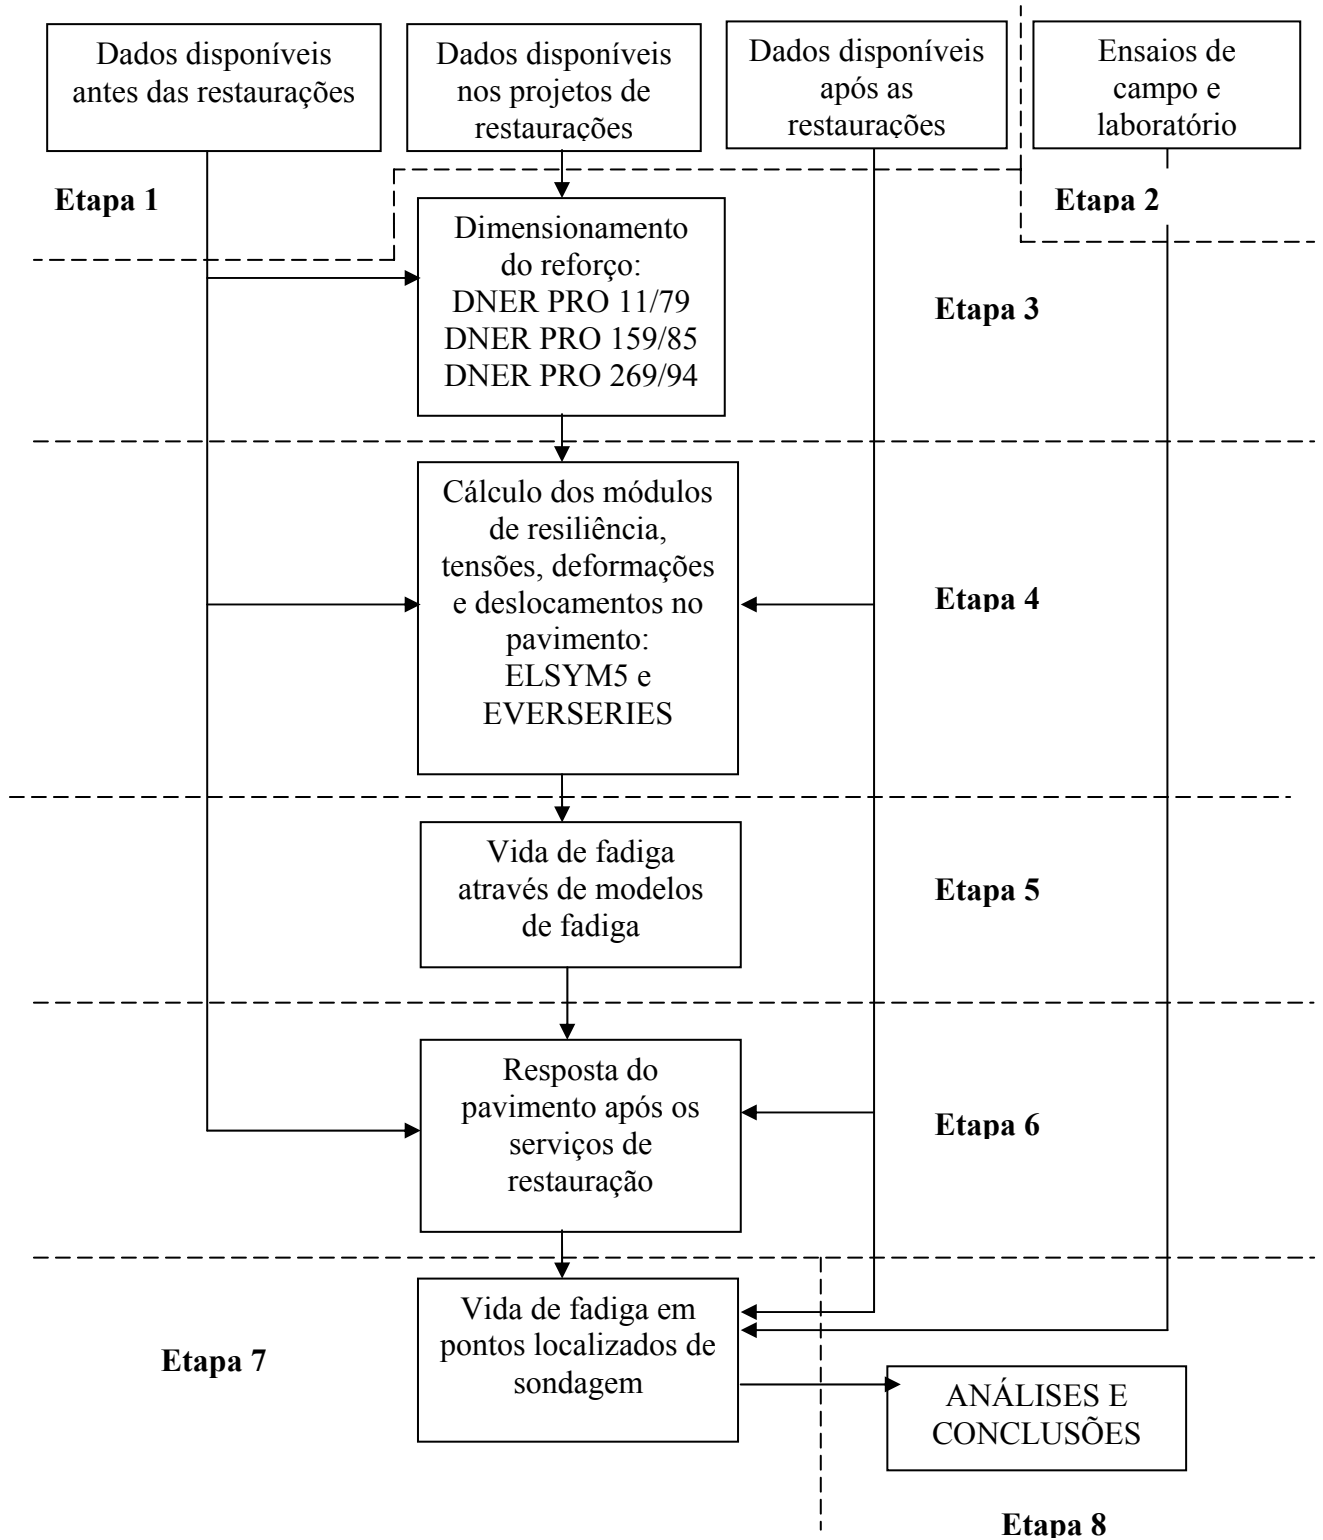 Dados disponíveis
antes das restaurações
Dados disponíveis
nos projetos de
restaurações
Dados disponíveis
após as
restaurações
Ensaios de
campo e
laboratório
Etapa 1
Etapa 2
Dimensionamento
do reforço:
DNER PRO 11/79
DNER PRO 159/85
DNER PRO 269/94
Etapa 3
Cálculo dos módulos
de resiliência,
tensões, deformações
e deslocamentos no
pavimento:
ELSYM5 e
EVERSERIES
Etapa 4
Vida de fadiga
através de modelos
de fadiga
Etapa 5
Resposta do
pavimento após os
serviços de
restauração
Etapa 6
Vida de fadiga em
pontos localizados de
sondagem
Etapa 7
ANÁLISES E
CONCLUSÕES
Etapa 8